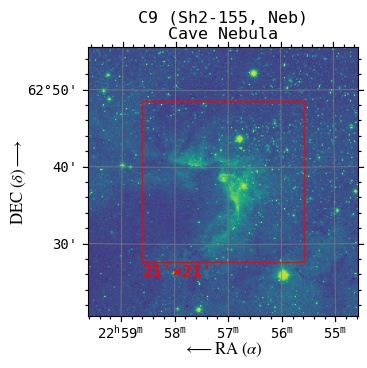 C9 (Sh2-155, Neb)
Cave Nebula
62°50'
40'
30'
DEC (δ) ⟶
21'×21'
22ʰ59ᵐ 58ᵐ 57ᵐ 56ᵐ 55ᵐ
⟵ RA (α)